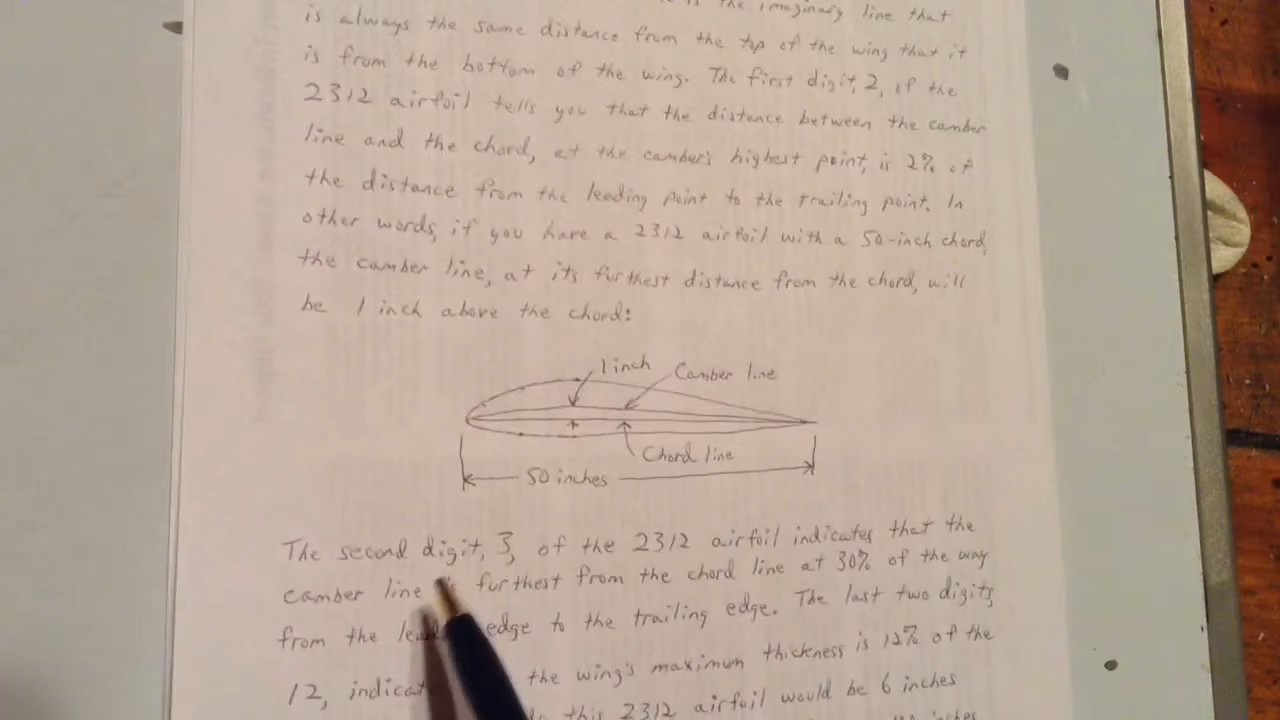 is the imaginary line that
is always the same distance from the top of the wing that it
is from the bottom of the wing. The first digit, 2, of the
2312 airfoil tells you that the distance between the camber
line and the chord, at the camber's highest point, is 2% of
the distance from the leading point to the trailing point. In
other words, if you have a 2312 airfoil with a 50-inch chord,
the camber line, at its furthest distance from the chord, will
be 1 inch above the chord:
1 inch
Camber line
Chord line
50 inches
The second digit, 3, of the 2312 airfoil indicates that the
camber line furthest from the chord line at 30% of the way
from the edge to the trailing edge. The last two digits,
12, the wing's maximum thickness is 12% of the
this 2312 airfoil would be 6 inches
inches